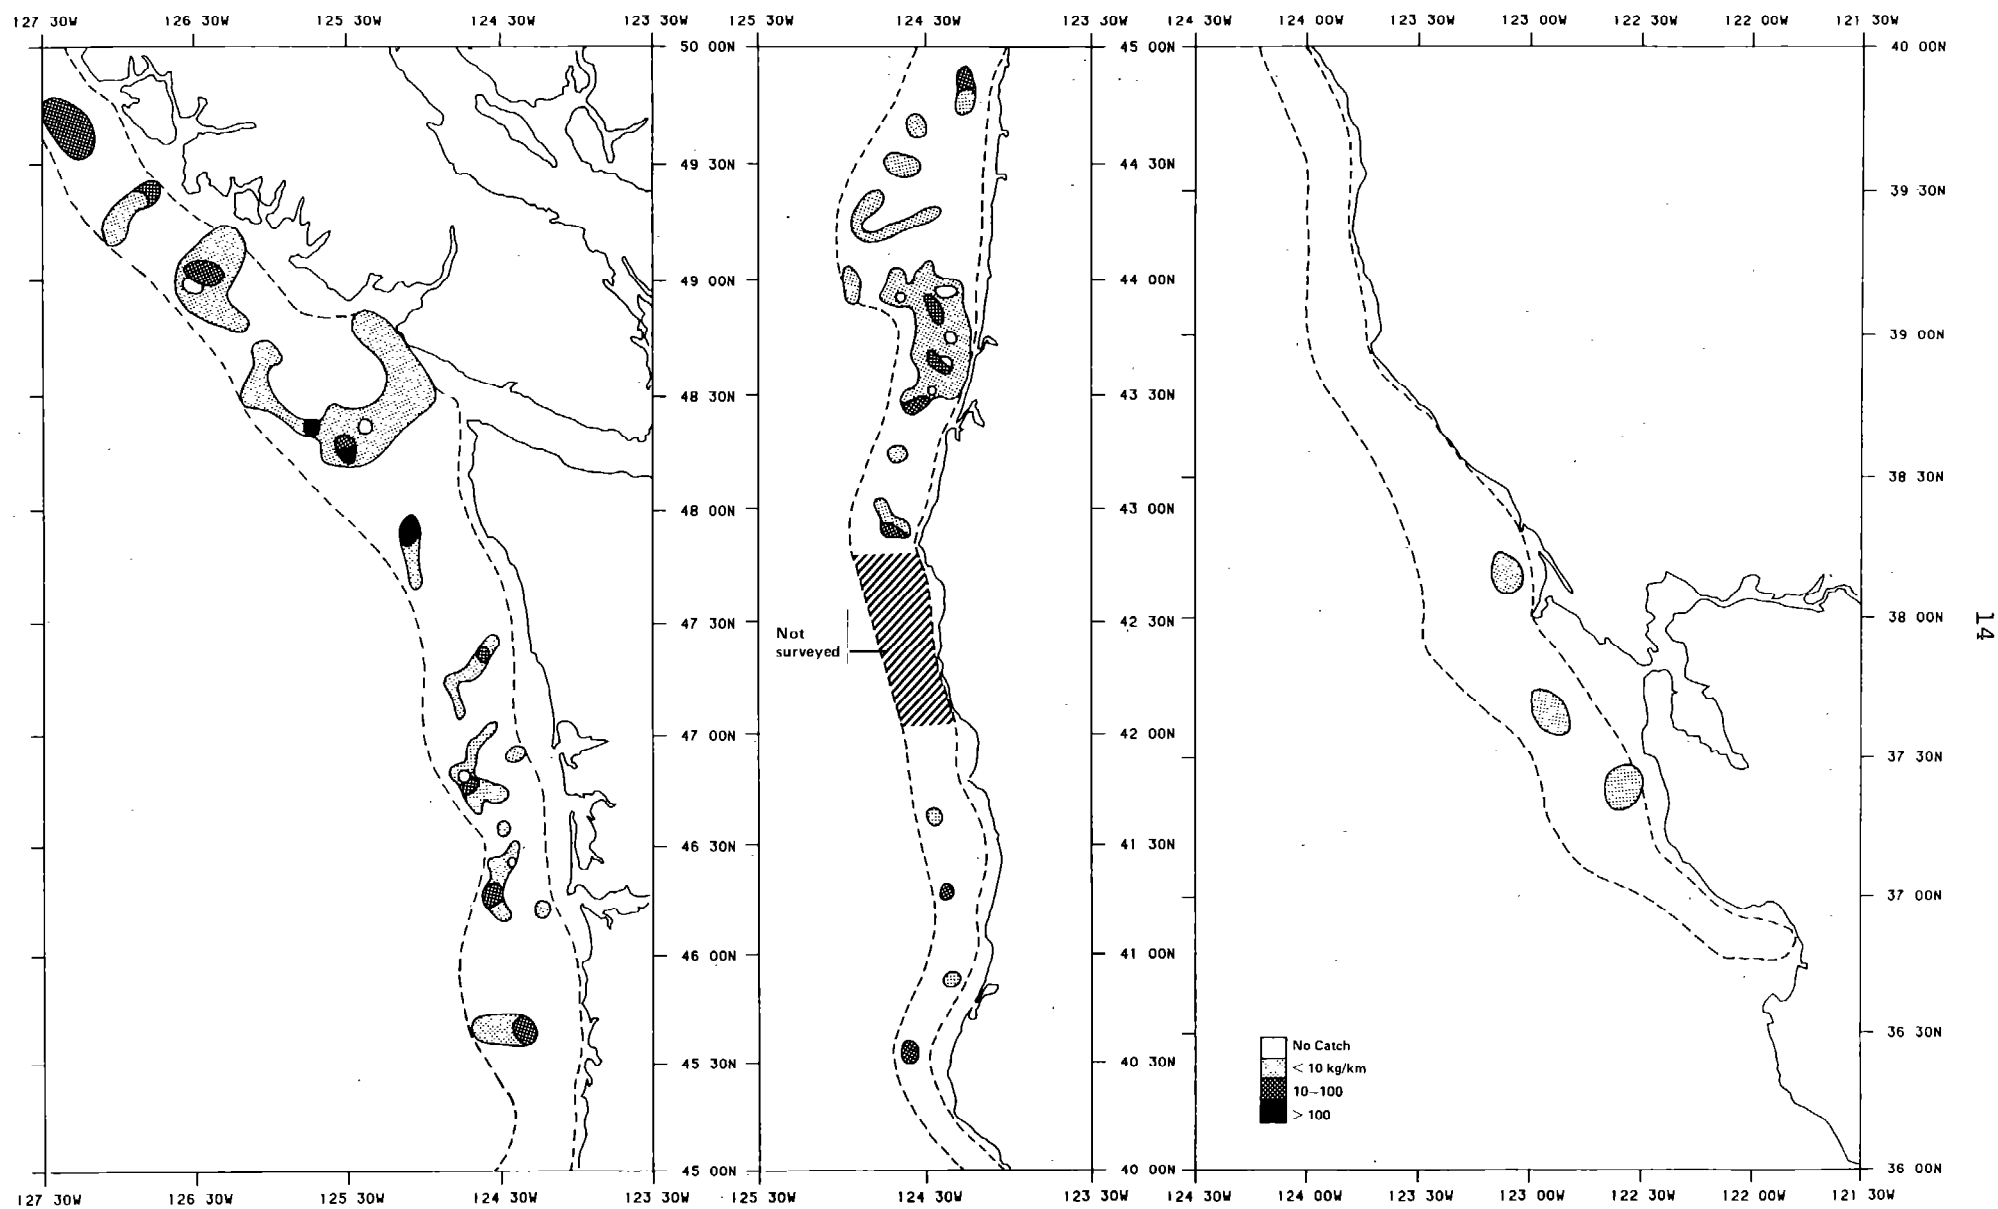 127 30W 126 30W 125 30W 124 30W 123 30W
125 30W 124 30W 123 30W
124 30W 124 00W 123 30W 123 00W 122 30W 122 00W 121 30W
50 00N
49 30N
49 00N
48 30N
48 00N
47 30N
47 00N
46 30N
46 00N
45 30N
45 00N
45 00N
44 30N
44 00N
43 30N
43 00N
42 30N
42 00N
41 30N
41 00N
40 30N
40 00N
Not
surveyed
40 00N
39 30N
39 00N
38 30N
38 00N
37 30N
37 00N
36 30N
36 00N
No Catch
< 10 kg/km
10-100
> 100
127 30W 126 30W 125 30W 124 30W 123 30W
125 30W 124 30W 123 30W
124 30W 124 00W 123 30W 123 00W 122 30W 122 00W 121 30W
14